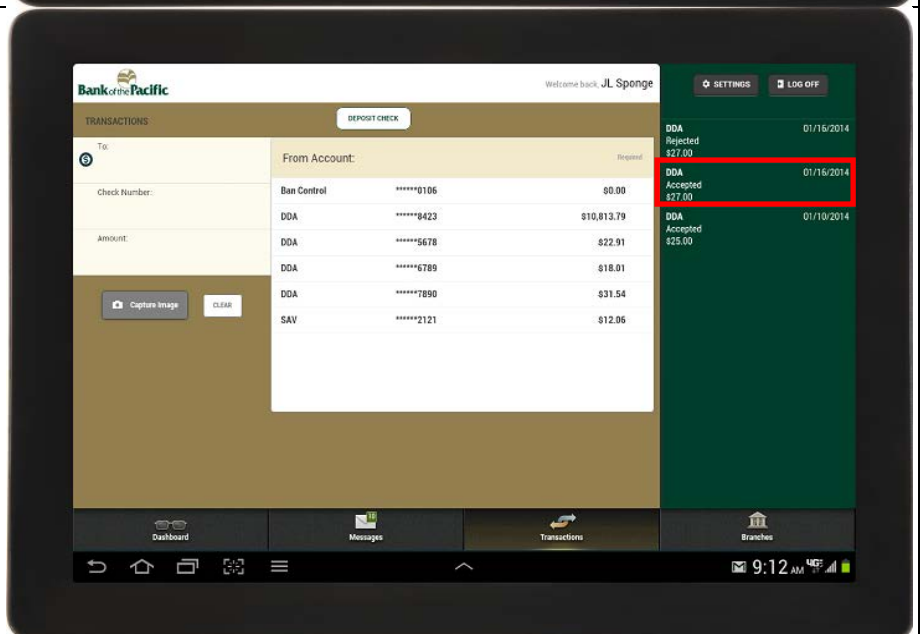 Bank of the Pacific
Welcome back, JL Sponge
SETTINGS
LOG OFF
TRANSACTIONS
DEPOSIT CHECK
To:
Check Number:
Amount:
Capture Image
CLEAR
From Account:
Required
Ban Control ******0106 $0.00
DDA ******8423 $10,813.79
DDA ******5678 $22.91
DDA ******6789 $18.01
DDA ******7890 $31.54
SAV ******2121 $12.06
DDA 01/16/2014
Rejected
$27.00
DDA 01/16/2014
Accepted
$27.00
DDA 01/10/2014
Accepted
$25.00
Dashboard
Messages
Transactions
Branches
9:12 AM 4G